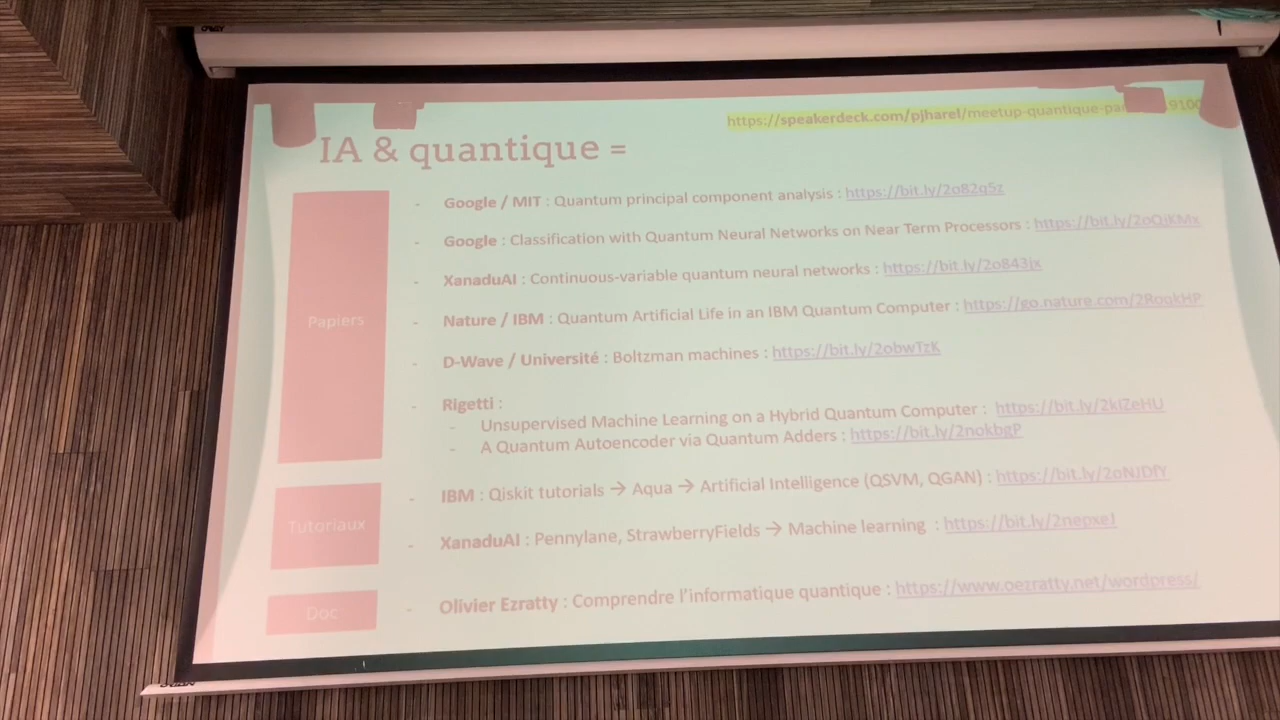 https://speakerdeck.com/pjharel/meetup-quantique-pa 9100
IA & quantique =
Papiers
- Google / MIT : Quantum principal component analysis : https://bit.ly/2o82q5z
- Google : Classification with Quantum Neural Networks on Near Term Processors :
- XanaduAI : Continuous-variable quantum neural networks : https://bit.ly/2o843jx
- Nature / IBM : Quantum Artificial Life in an IBM Quantum Computer :
- D-Wave / Université : Boltzman machines : https://bit.ly/2obwTzK
- Rigetti :
- Unsupervised Machine Learning on a Hybrid Quantum Computer : https://bit.ly/2kiZeHU
- A Quantum Autoencoder via Quantum Adders : https://bit.ly/2nokbgP
Tutoriaux
- IBM : Qiskit tutorials → Aqua → Artificial Intelligence (QSVM, QGAN) :
- XanaduAI : Pennylane, StrawberryFields → Machine learning :
Doc
- Olivier Ezratty : Comprendre l'informatique quantique : https://www.oezratty.net/wordpress/